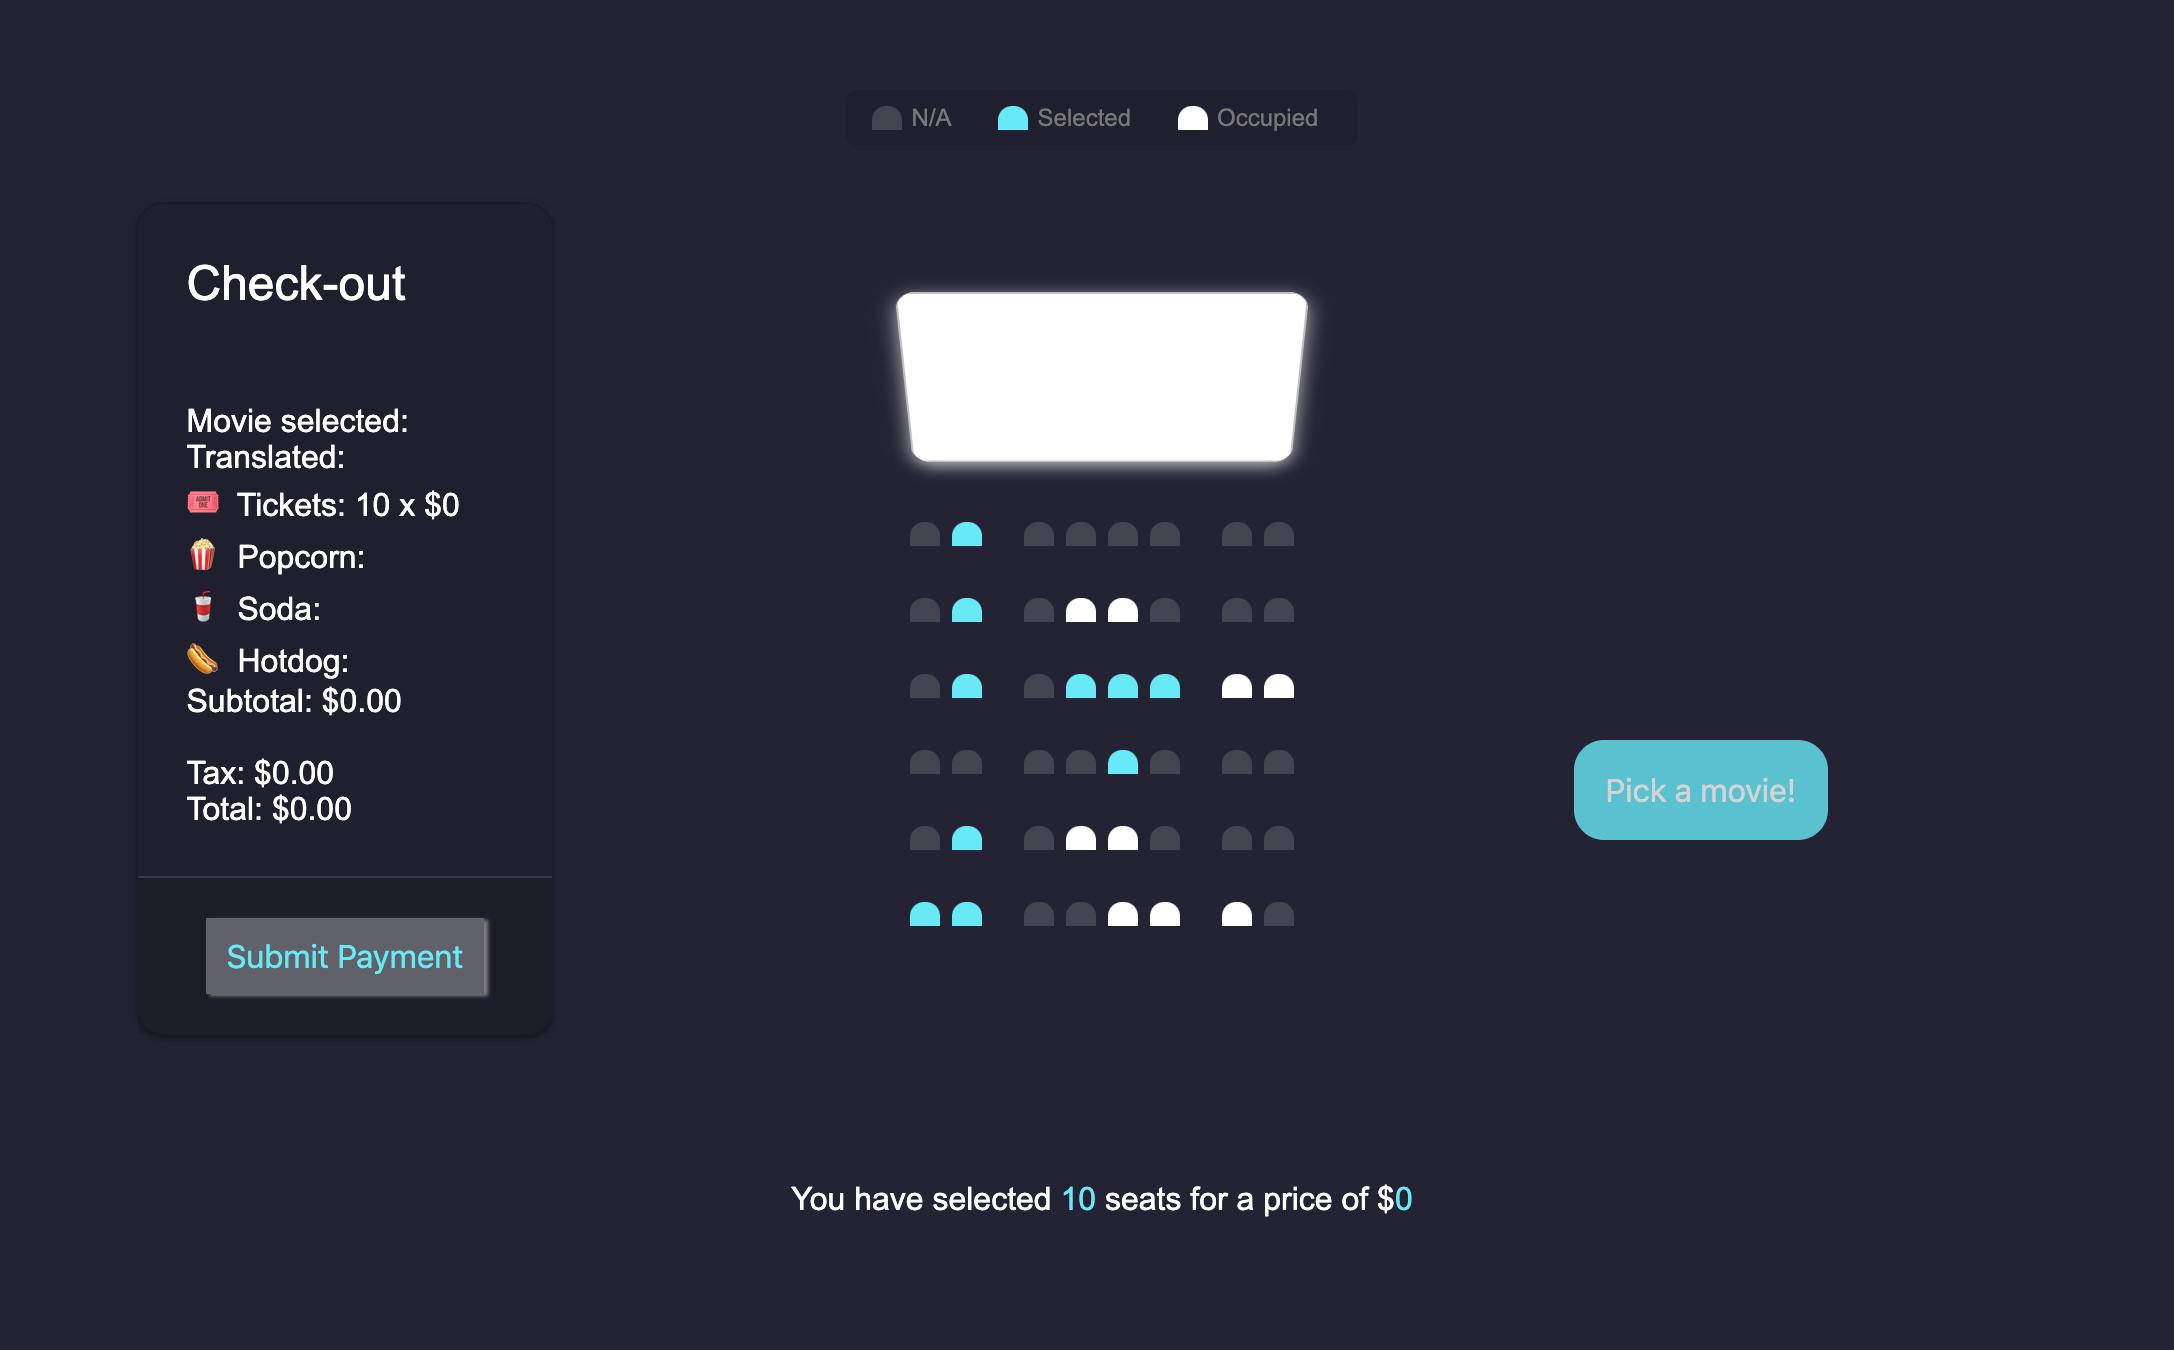 N/A Selected Occupied
Check-out
Movie selected:
Translated:
Tickets: 10 x $0
Popcorn:
Soda:
Hotdog:
Subtotal: $0.00
Tax: $0.00
Total: $0.00
Submit Payment
Pick a movie!
You have selected 10 seats for a price of $0